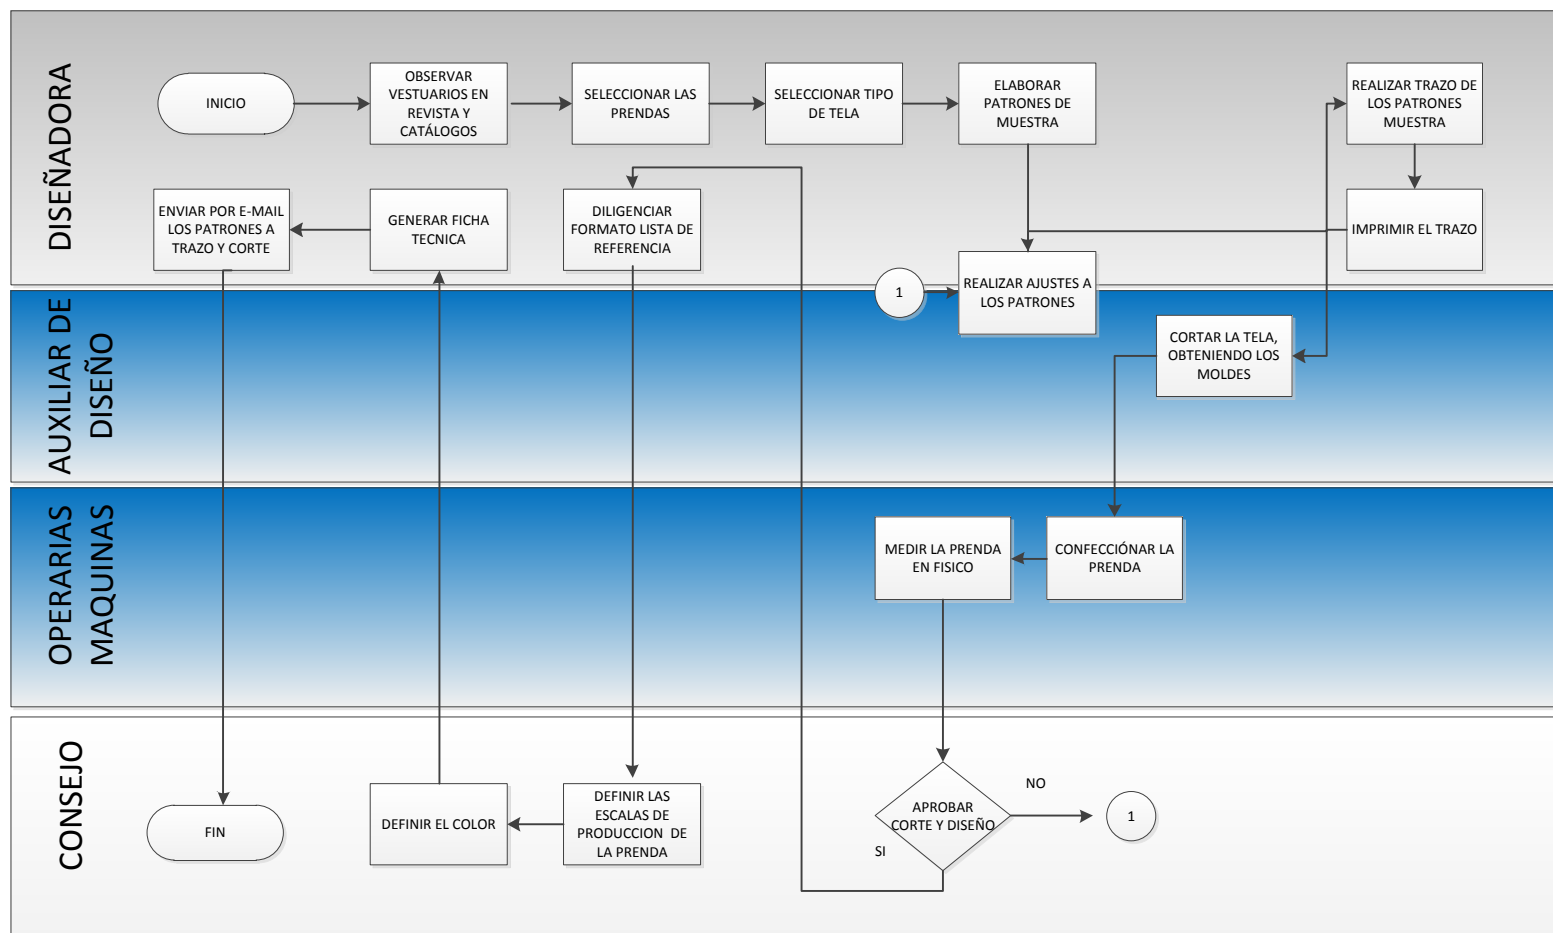 DISEÑADORA
INICIO
OBSERVAR
VESTUARIOS EN
REVISTA Y
CATÁLOGOS
SELECCIONAR LAS
PRENDAS
SELECCIONAR TIPO
DE TELA
ELABORAR
PATRONES DE
MUESTRA
REALIZAR TRAZO DE
LOS PATRONES
MUESTRA
ENVIAR POR E-MAIL
LOS PATRONES A
TRAZO Y CORTE
GENERAR FICHA
TECNICA
DILIGENCIAR
FORMATO LISTA DE
REFERENCIA
IMPRIMIR EL TRAZO
1
REALIZAR AJUSTES A
LOS PATRONES
AUXILIAR DE
DISEÑO
CORTAR LA TELA,
OBTENIENDO LOS
MOLDES
OPERARIAS
MAQUINAS
MEDIR LA PRENDA
EN FISICO
CONFECCIÓNAR LA
PRENDA
CONSEJO
FIN
DEFINIR EL COLOR
DEFINIR LAS
ESCALAS DE
PRODUCCION DE
LA PRENDA
APROBAR
CORTE Y DISEÑO
SI
NO
1